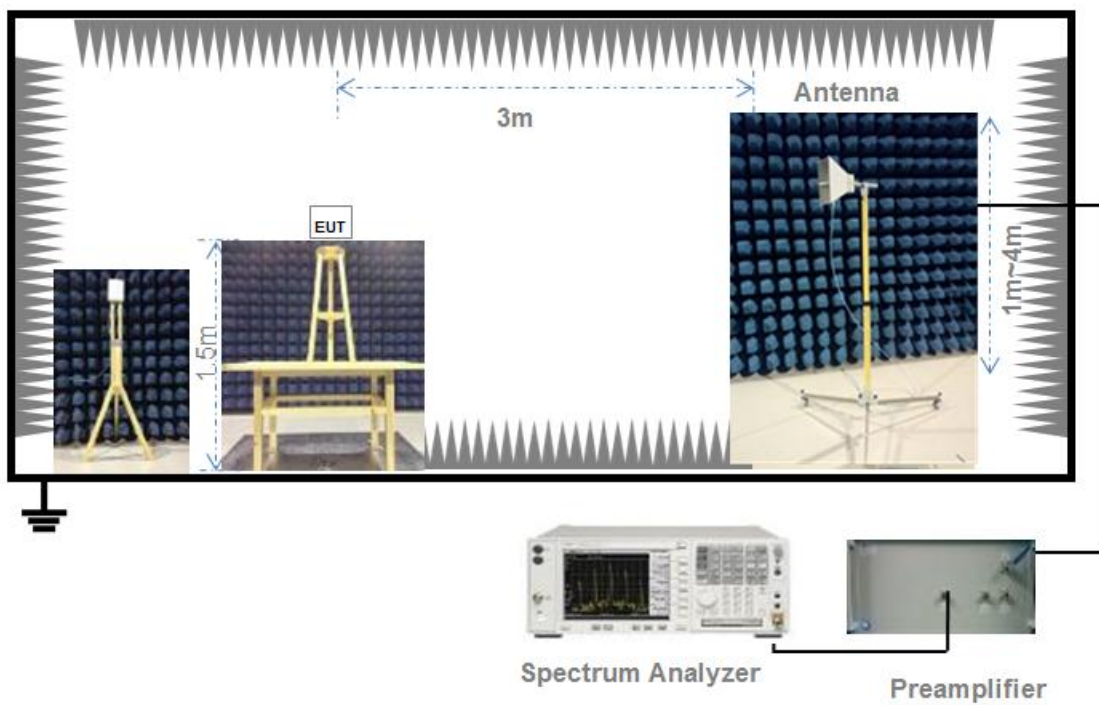 Antenna
3m
EUT
1.5m
1m~4m
Spectrum Analyzer
Preamplifier